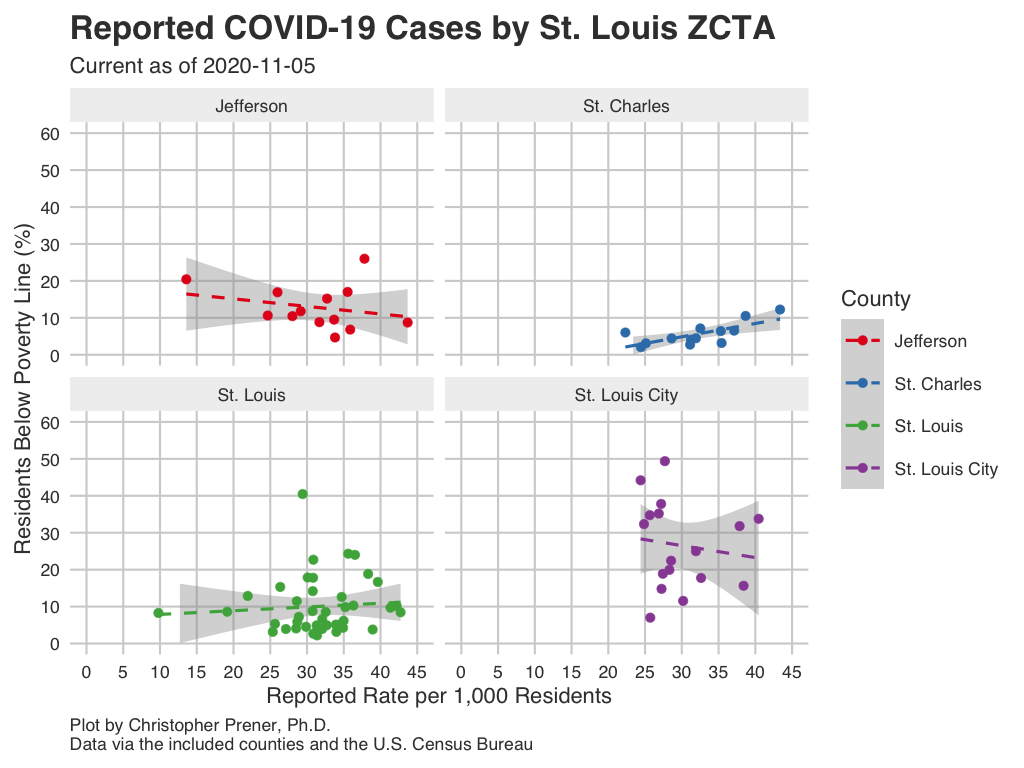 Reported COVID-19 Cases by St. Louis ZCTA
Current as of 2020-11-05
Jefferson
St. Charles
60
50
40
30
20
10
0
St. Louis
St. Louis City
60
50
40
30
20
10
0
0 5 10 15 20 25 30 35 40 45
0 5 10 15 20 25 30 35 40 45
Residents Below Poverty Line (%)
Reported Rate per 1,000 Residents
County
Jefferson
St. Charles
St. Louis
St. Louis City
Plot by Christopher Prener, Ph.D.
Data via the included counties and the U.S. Census Bureau